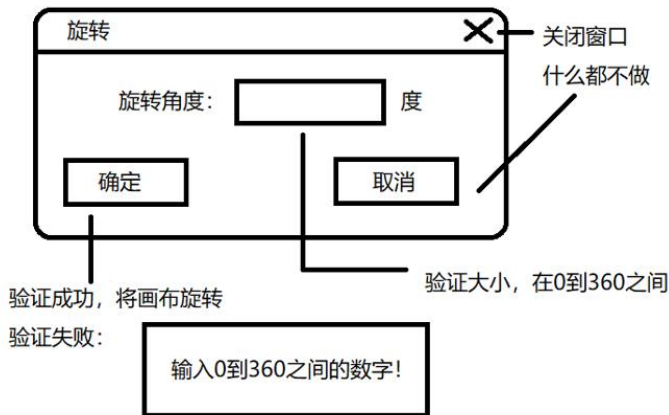 旋转
关闭窗口
什么都不做
旋转角度：
度
确定
取消
验证大小，在0到360之间
验证成功，将画布旋转
验证失败：
输入0到360之间的数字！